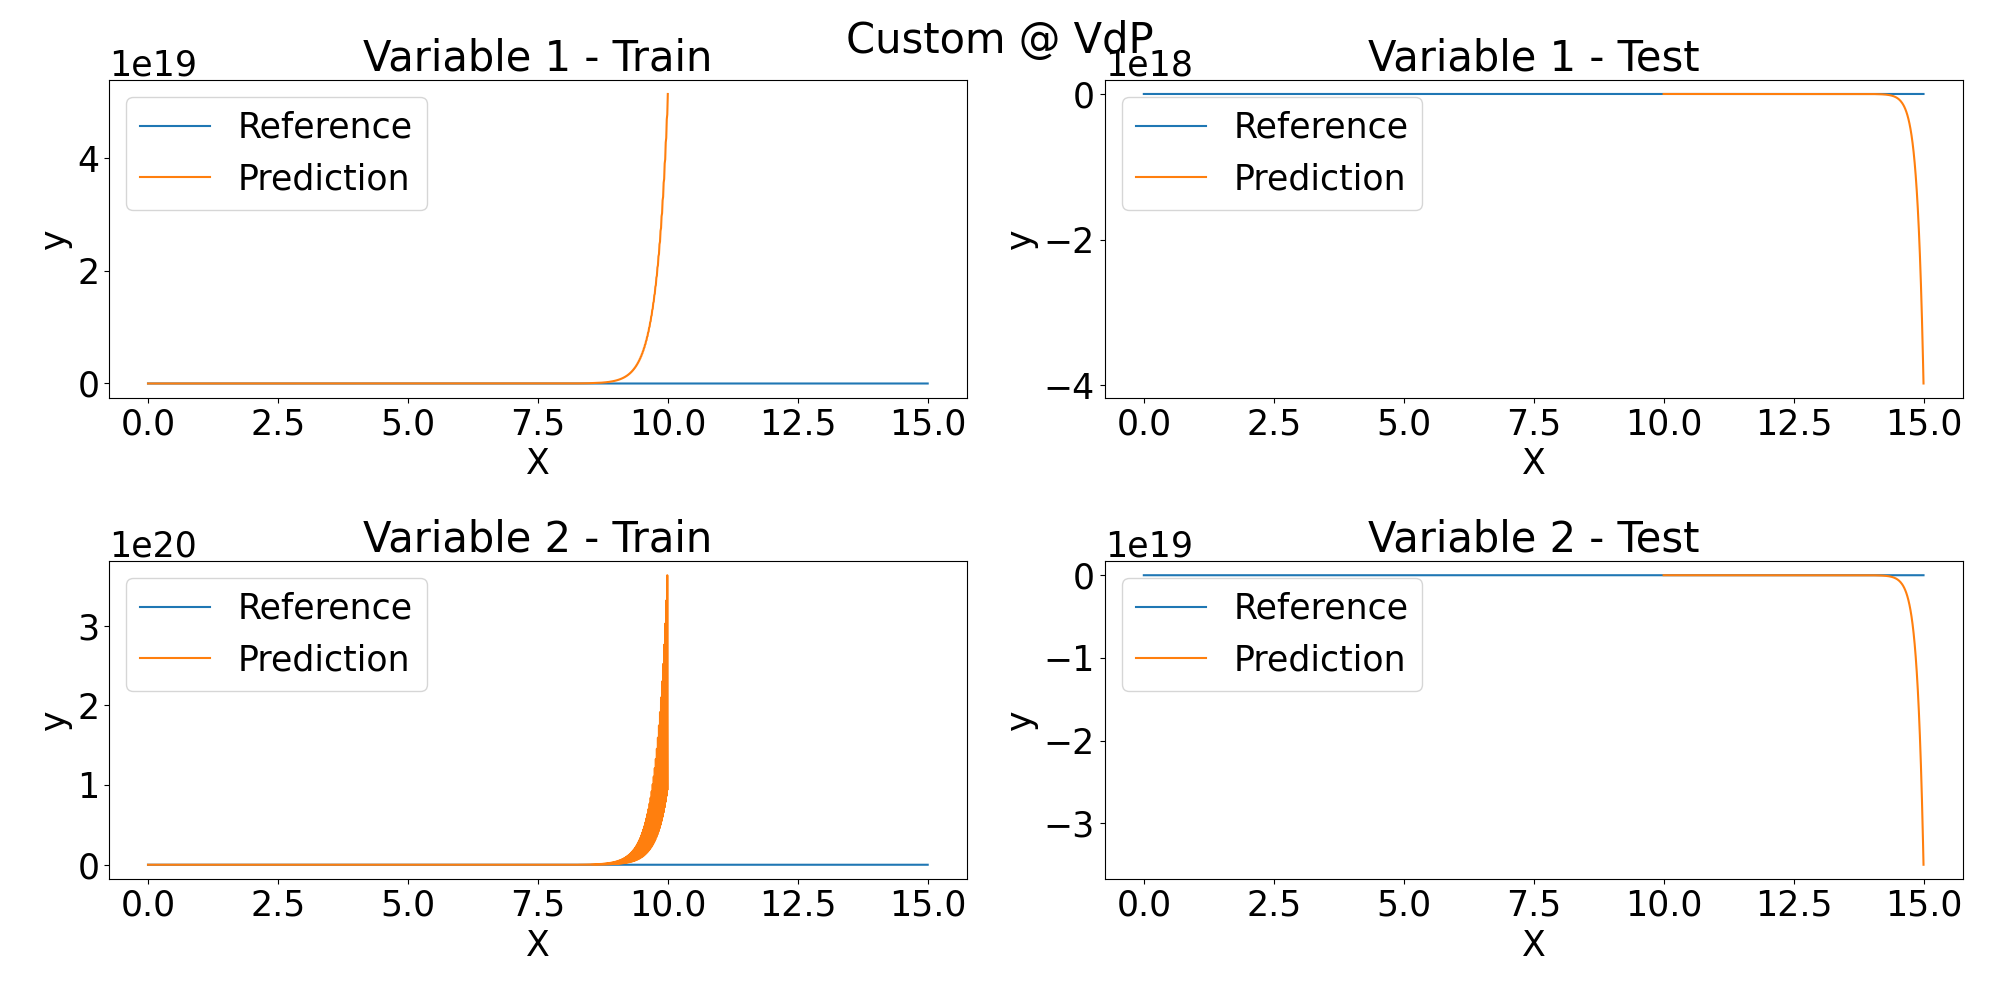 Custom @ VdP
Variable 1 - Train
1e19
Reference
Prediction
y
4
2
0
0.0 2.5 5.0 7.5 10.0 12.5 15.0
X
Variable 1 - Test
1e18
Reference
Prediction
y
0
−2
−4
0.0 2.5 5.0 7.5 10.0 12.5 15.0
X
Variable 2 - Train
1e20
Reference
Prediction
y
3
2
1
0
0.0 2.5 5.0 7.5 10.0 12.5 15.0
X
Variable 2 - Test
1e19
Reference
Prediction
y
0
−1
−2
−3
0.0 2.5 5.0 7.5 10.0 12.5 15.0
X